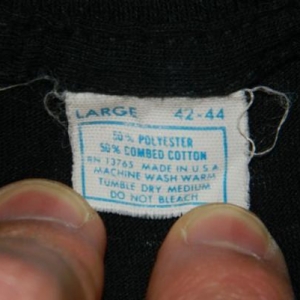 LARGE 42-44
50% POLYESTER
50% COMBED COTTON
RN 13765 MADE IN U.S.A
MACHINE WASH WARM
TUMBLE DRY MEDIUM
DO NOT BLEACH